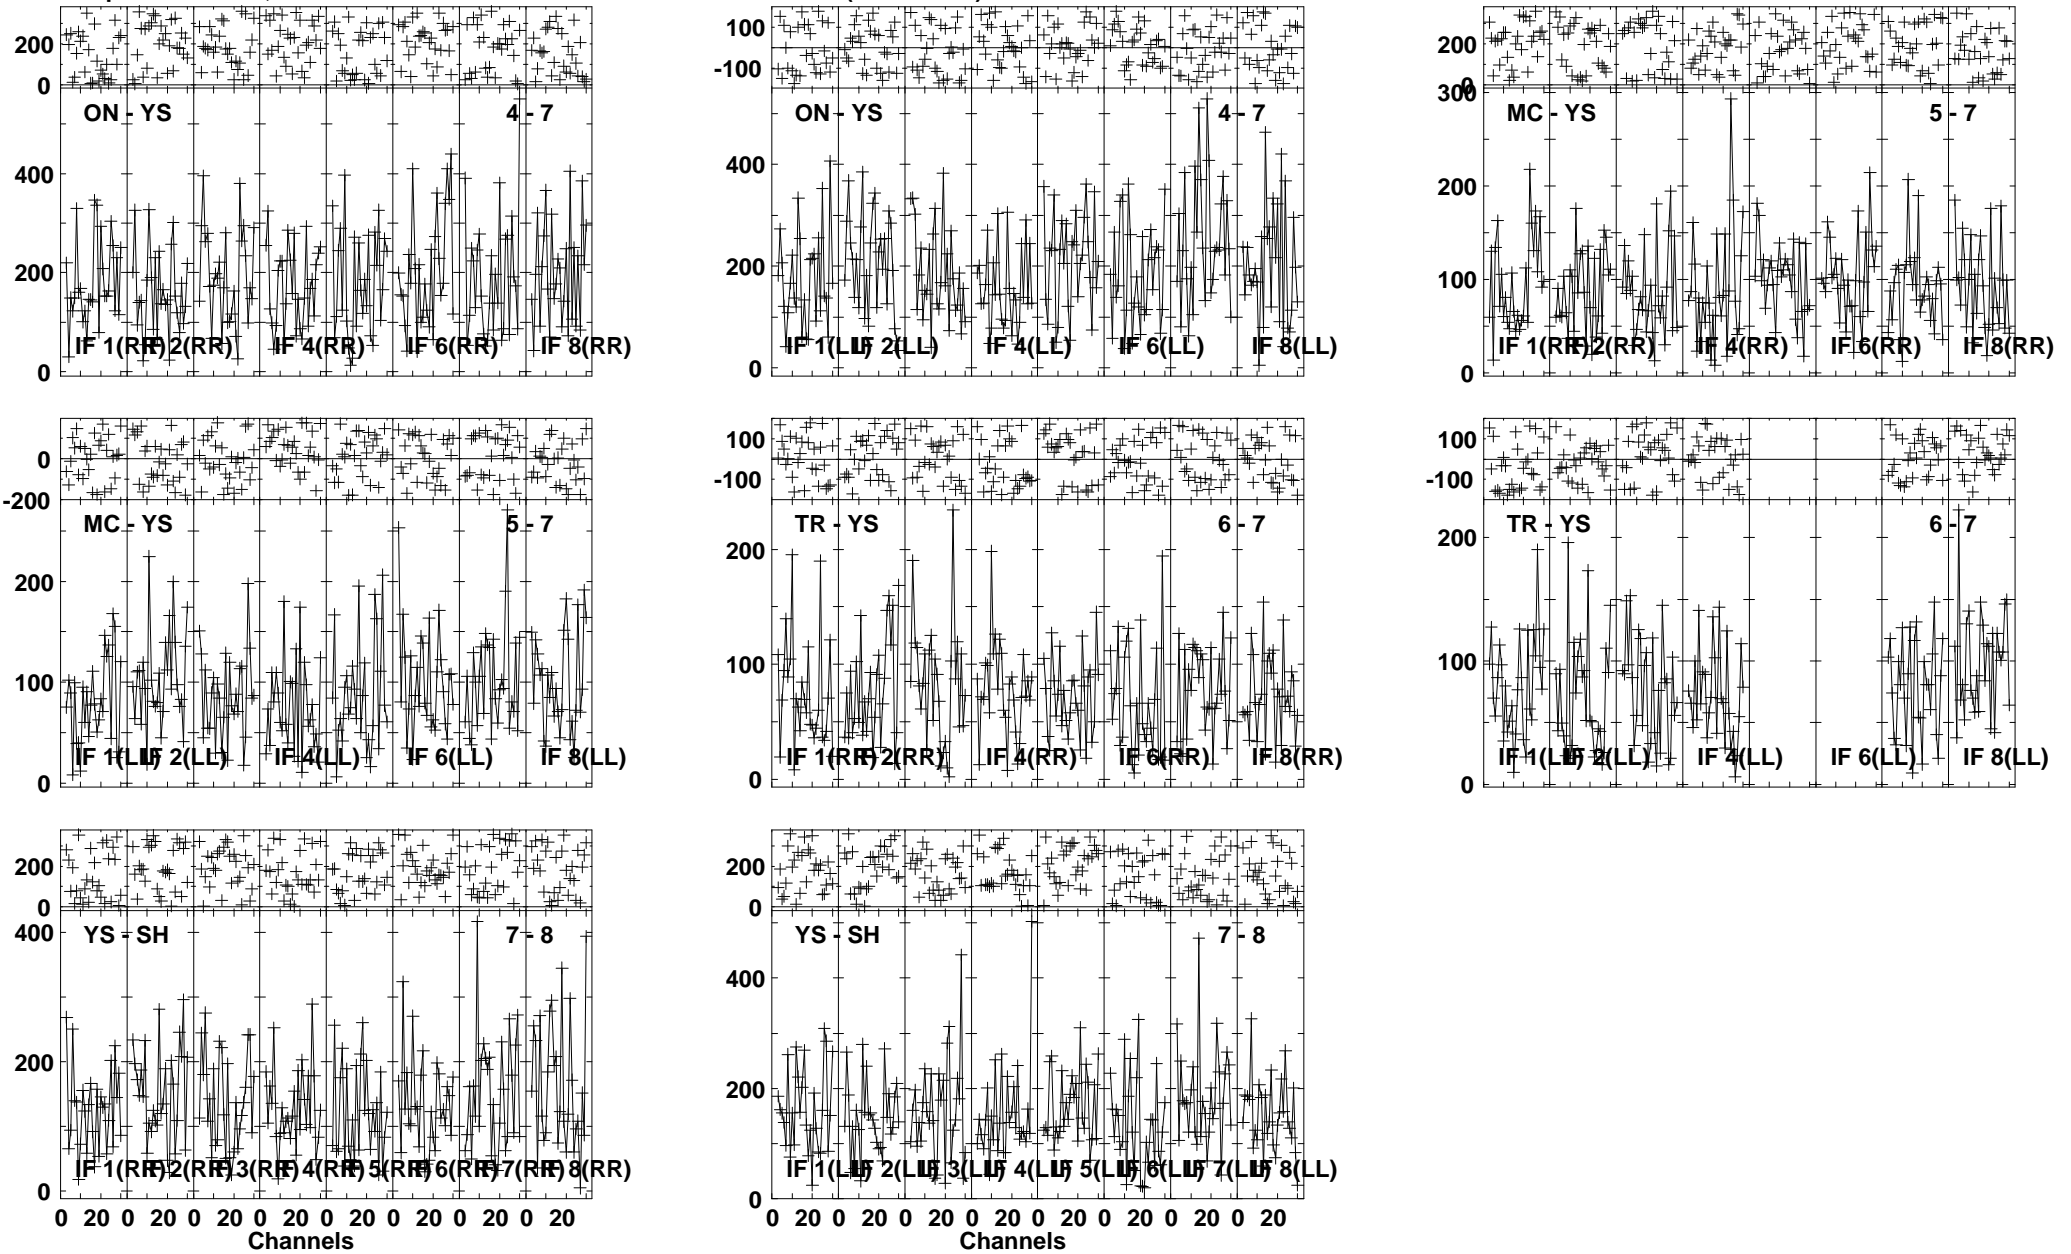 200
0
ON - YS 4 - 7
400
200
0
IF 1(RR) IF 2(RR) IF 4(RR) IF 6(RR) IF 8(RR)
100
-100
ON - YS 4 - 7
400
200
0
IF 1(LL) IF 2(LL) IF 4(LL) IF 6(LL) IF 8(LL)
200
0
300
MC - YS 5 - 7
200
100
0
IF 1(RR) IF 2(RR) IF 4(RR) IF 6(RR) IF 8(RR)
0
-200
MC - YS 5 - 7
200
100
0
IF 1(LL) IF 2(LL) IF 4(LL) IF 6(LL) IF 8(LL)
100
-100
TR - YS 6 - 7
200
100
0
IF 1(RR) IF 2(RR) IF 4(RR) IF 6(RR) IF 8(RR)
100
-100
TR - YS 6 - 7
200
100
0
IF 1(LL) IF 2(LL) IF 4(LL) IF 6(LL) IF 8(LL)
200
0
YS - SH 7 - 8
400
200
0
IF 1(RR) IF 2(RR) IF 3(RR) IF 4(RR) IF 5(RR) IF 6(RR) IF 7(RR) IF 8(RR)
0 20 0 20 0 20 0 20 0 20 0 20 0 20 0 20
Channels
200
0
YS - SH 7 - 8
400
200
0
IF 1(LL) IF 2(LL) IF 3(LL) IF 4(LL) IF 5(LL) IF 6(LL) IF 7(LL) IF 8(LL)
0 20 0 20 0 20 0 20 0 20 0 20 0 20 0 20
Channels